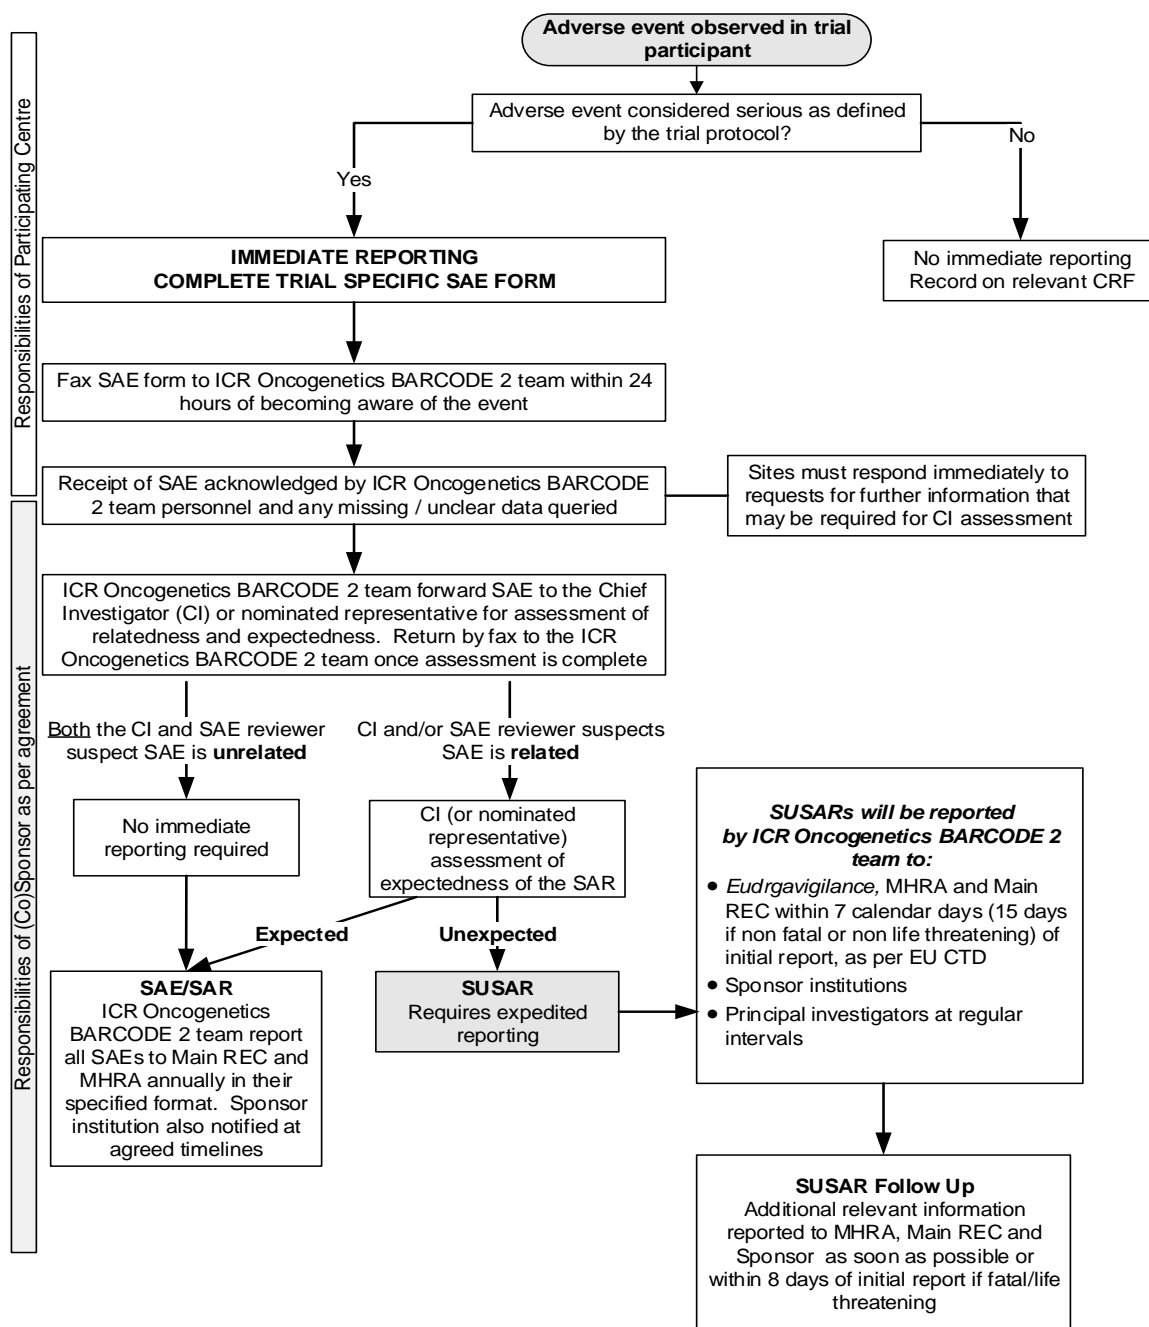 Adverse event observed in trial
participant
Adverse event considered serious as defined
by the trial protocol?
Yes
No
IMMEDIATE REPORTING
COMPLETE TRIAL SPECIFIC SAE FORM
No immediate reporting
Record on relevant CRF
Fax SAE form to ICR Oncogenetics BARCODE 2 team within 24
hours of becoming aware of the event
Receipt of SAE acknowledged by ICR Oncogenetics BARCODE
2 team personnel and any missing / unclear data queried
Sites must respond immediately to
requests for further information that
may be required for CI assessment
ICR Oncogenetics BARCODE 2 team forward SAE to the Chief
Investigator (CI) or nominated representative for assessment of
relatedness and expectedness.  Return by fax to the ICR
Oncogenetics BARCODE 2 team once assessment is complete
Both the CI and SAE reviewer
suspect SAE is unrelated
CI and/or SAE reviewer suspects
SAE is related
No immediate
reporting required
CI (or nominated
representative)
assessment of
expectedness of the SAR
Expected
Unexpected
SAE/SAR
ICR Oncogenetics
BARCODE 2 team report
all SAEs to Main REC and
MHRA annually in their
specified format.  Sponsor
institution also notified at
agreed timelines
SUSAR
Requires expedited
reporting
SUSARs will be reported
by ICR Oncogenetics BARCODE 2
team to:
• Eudrgavigilance, MHRA and Main
REC within 7 calendar days (15 days
if non fatal or non life threatening) of
initial report, as per EU CTD
• Sponsor institutions
• Principal investigators at regular
intervals
SUSAR Follow Up
Additional relevant information
reported to MHRA, Main REC and
Sponsor  as soon as possible or
within 8 days of initial report if fatal/life
threatening
Responsibilities of Participating Centre
Responsibilities of (Co)Sponsor as per agreement